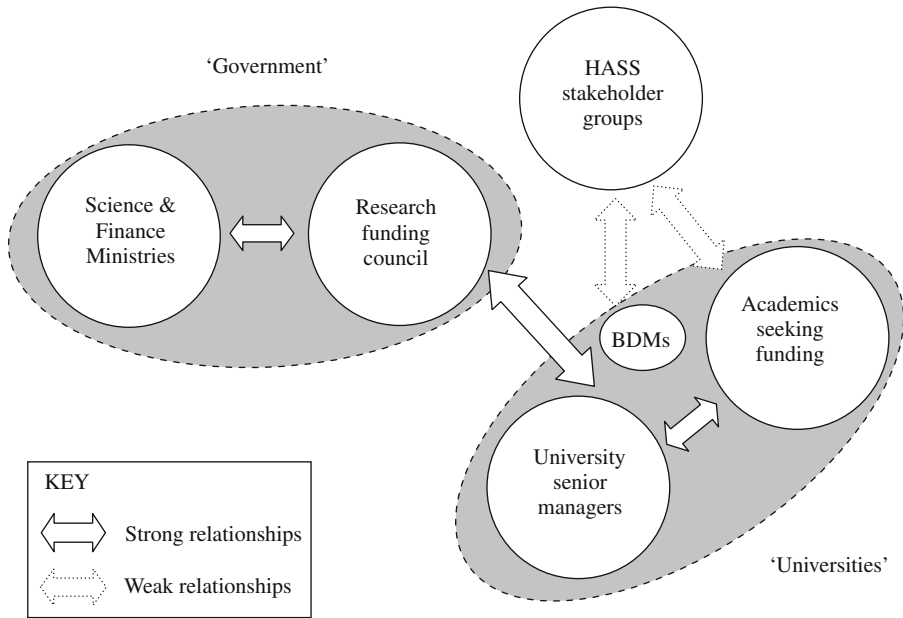 ‘Government’
HASS
stakeholder
groups
Science &
Finance
Ministries
Research
funding
council
BDMs
Academics
seeking
funding
University
senior
managers
KEY
Strong relationships
Weak relationships
‘Universities’